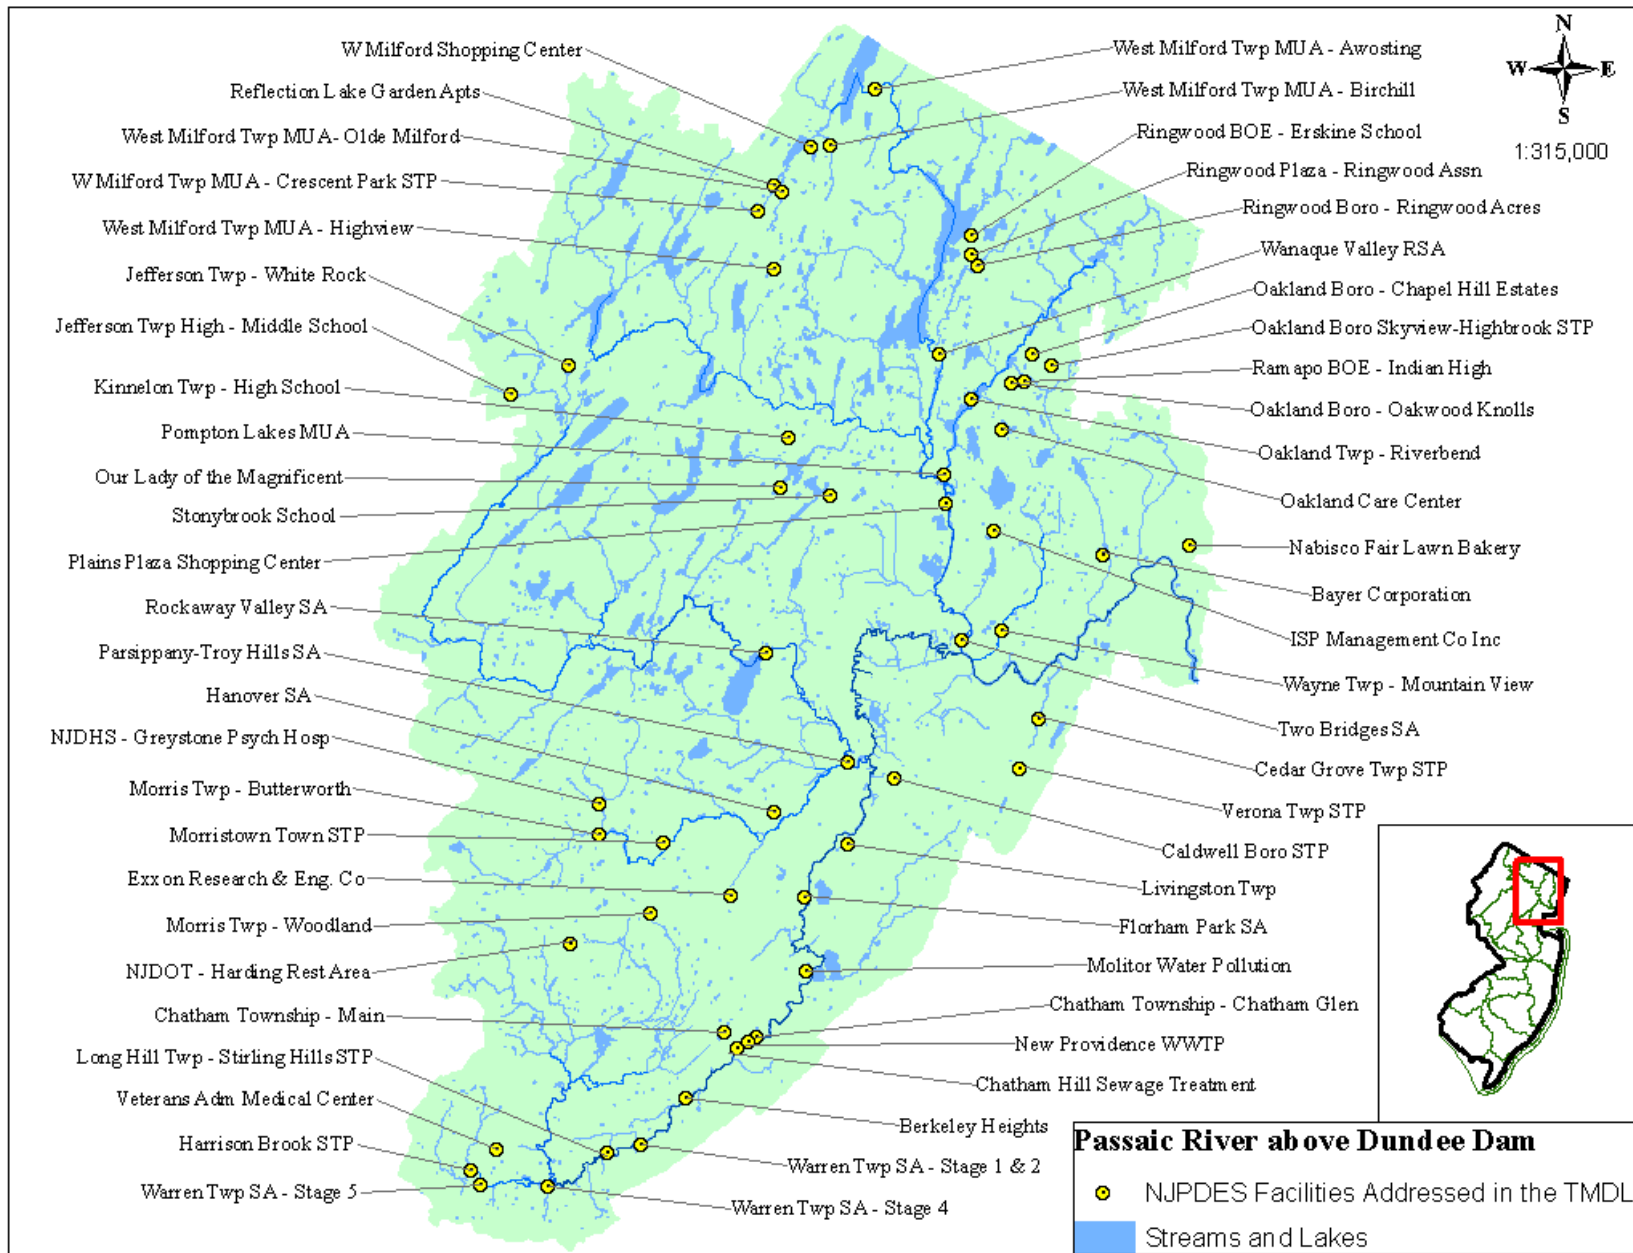 W Milford Shopping Center
Reflection Lake Garden Apts
West Milford Twp MUA- Olde Milford
W Milford Twp MUA - Crescent Park STP
West Milford Twp MUA - Highview
Jefferson Twp - White Rock
Jefferson Twp High - Middle School
Kinnelon Twp - High School
Pompton Lakes MUA
Our Lady of the Magnificent
Stonybrook School
Plains Plaza Shopping Center
Rockaway Valley SA
Parsippany-Troy Hills SA
Hanover SA
NJDHS - Greystone Psych Hosp
Morris Twp - Butterworth
Morristown Town STP
Exxon Research & Eng. Co
Morris Twp - Woodland
NJDOT - Harding Rest Area
Chatham Township - Main
Long Hill Twp - Stirling Hills STP
Veterans Adm Medical Center
Harrison Brook STP
Warren Twp SA - Stage 5
West Milford Twp MUA - Awosting
West Milford Twp MUA - Birchill
Ringwood BOE - Erskine School
Ringwood Plaza - Ringwood Assn
Ringwood Boro - Ringwood Acres
Wanaque Valley RSA
Oakland Boro - Chapel Hill Estates
Oakland Boro Skyview-Highbrook STP
Ramapo BOE - Indian High
Oakland Boro - Oakwood Knolls
Oakland Twp - Riverbend
Oakland Care Center
Nabisco Fair Lawn Bakery
Bayer Corporation
ISP Management Co Inc
Wayne Twp - Mountain View
Two Bridges SA
Cedar Grove Twp STP
Verona Twp STP
Caldwell Boro STP
Livingston Twp
Florham Park SA
Molitor Water Pollution
Chatham Township - Chatham Glen
New Providence WWTP
Chatham Hill Sewage Treatment
Berkeley Heights
Warren Twp SA - Stage 1 & 2
Warren Twp SA - Stage 4
N
W E
S
1:315,000
Passaic River above Dundee Dam
NJPDES Facilities Addressed in the TMDL
Streams and Lakes